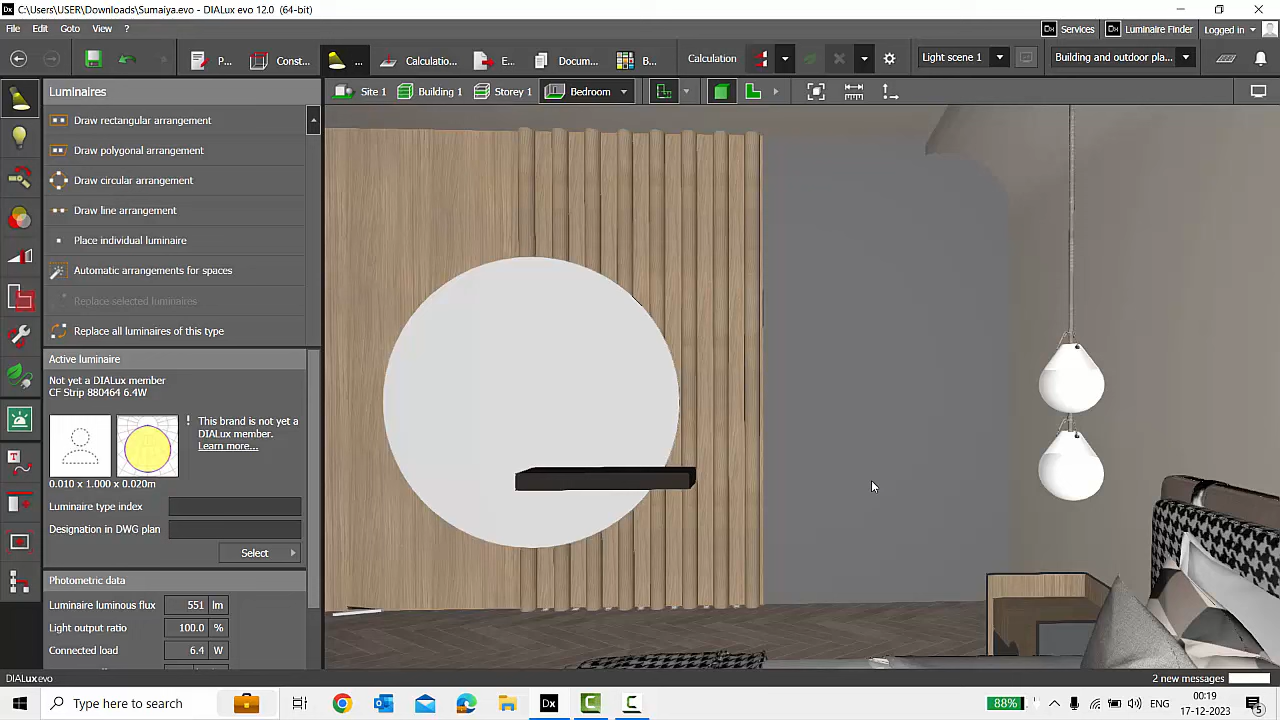 C:\Users\USER\Downloads\Sumaiya.evo - DIALux evo 12.0 (64-bit)
File Edit Goto View ?
Dx Services Dx Luminaire Finder Logged in
P... Const... ... Calculatio... E... Docum... B... Calculation Light scene 1 Building and outdoor pla...
Luminaires
Site 1 Building 1 Storey 1 Bedroom
Draw rectangular arrangement
Draw polygonal arrangement
Draw circular arrangement
Draw line arrangement
Place individual luminaire
Automatic arrangements for spaces
Replace selected luminaires
Replace all luminaires of this type
Active luminaire
Not yet a DIALux member
CF Strip 880464 6.4W
! This brand is not yet a
DIALux member.
Learn more...
0.010 x 1.000 x 0.020m
Luminaire type index
Designation in DWG plan
Select
Photometric data
Luminaire luminous flux 551 lm
Light output ratio 100.0 %
Connected load 6.4 W
DIALux evo 2 new messages
Type here to search Dx 88% ENG 00:19
17-12-2023 5